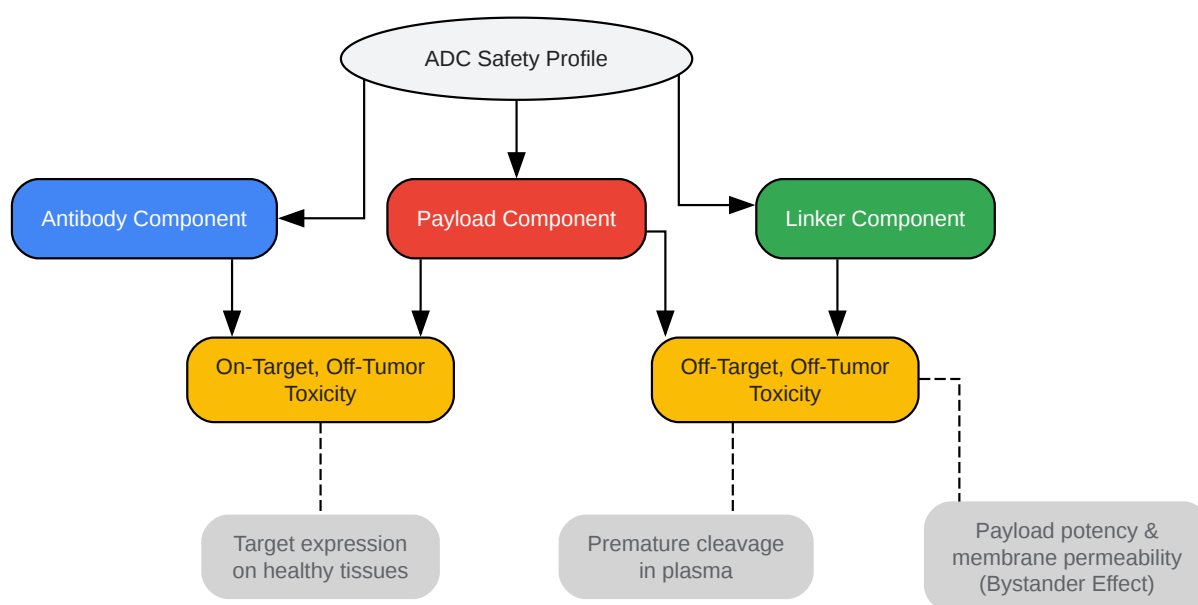 ADC Safety Profile
Antibody Component
Payload Component
Linker Component
On-Target, Off-Tumor
Toxicity
Off-Target, Off-Tumor
Toxicity
Target expression
on healthy tissues
Premature cleavage
in plasma
Payload potency &
membrane permeability
(Bystander Effect)